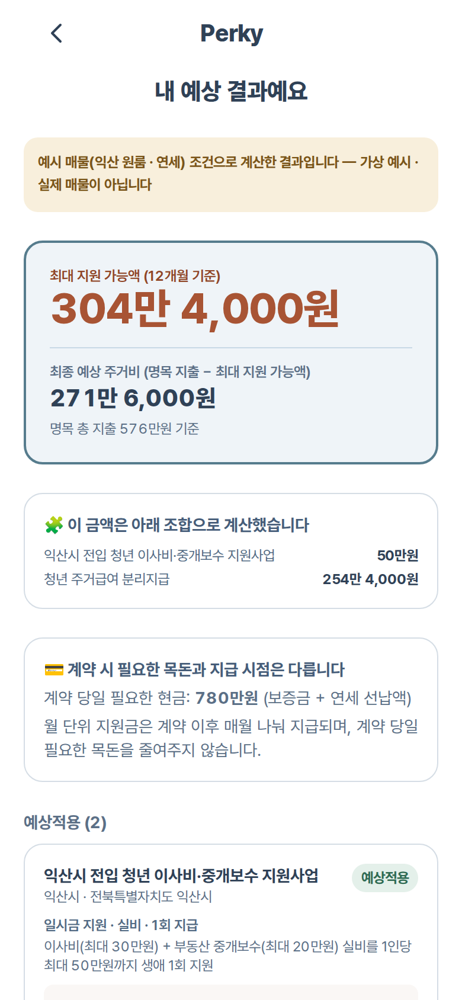 Perky
내 예상 결과예요
예시 매물(익산 원룸 · 연세) 조건으로 계산한 결과입니다 — 가상 예시 ·
실제 매물이 아닙니다
최대 지원 가능액 (12개월 기준)
304만 4,000원
최종 예상 주거비 (명목 지출 − 최대 지원 가능액)
271만 6,000원
명목 총 지출 576만원 기준
🧩 이 금액은 아래 조합으로 계산했습니다
익산시 전입 청년 이사비·중개보수 지원사업 50만원
청년 주거급여 분리지급 254만 4,000원
💳 계약 시 필요한 목돈과 지급 시점은 다릅니다
계약 당일 필요한 현금: 780만원 (보증금 + 연세 선납액)
월 단위 지원금은 계약 이후 매월 나눠 지급되며, 계약 당일
필요한 목돈을 줄여주지 않습니다.
예상적용 (2)
익산시 전입 청년 이사비·중개보수 지원사업 예상적용
익산시 · 전북특별자치도 익산시
일시금 지원 · 실비 · 1회 지급
이사비(최대 30만원) + 부동산 중개보수(최대 20만원) 실비를 1인당
최대 50만원까지 생애 1회 지원